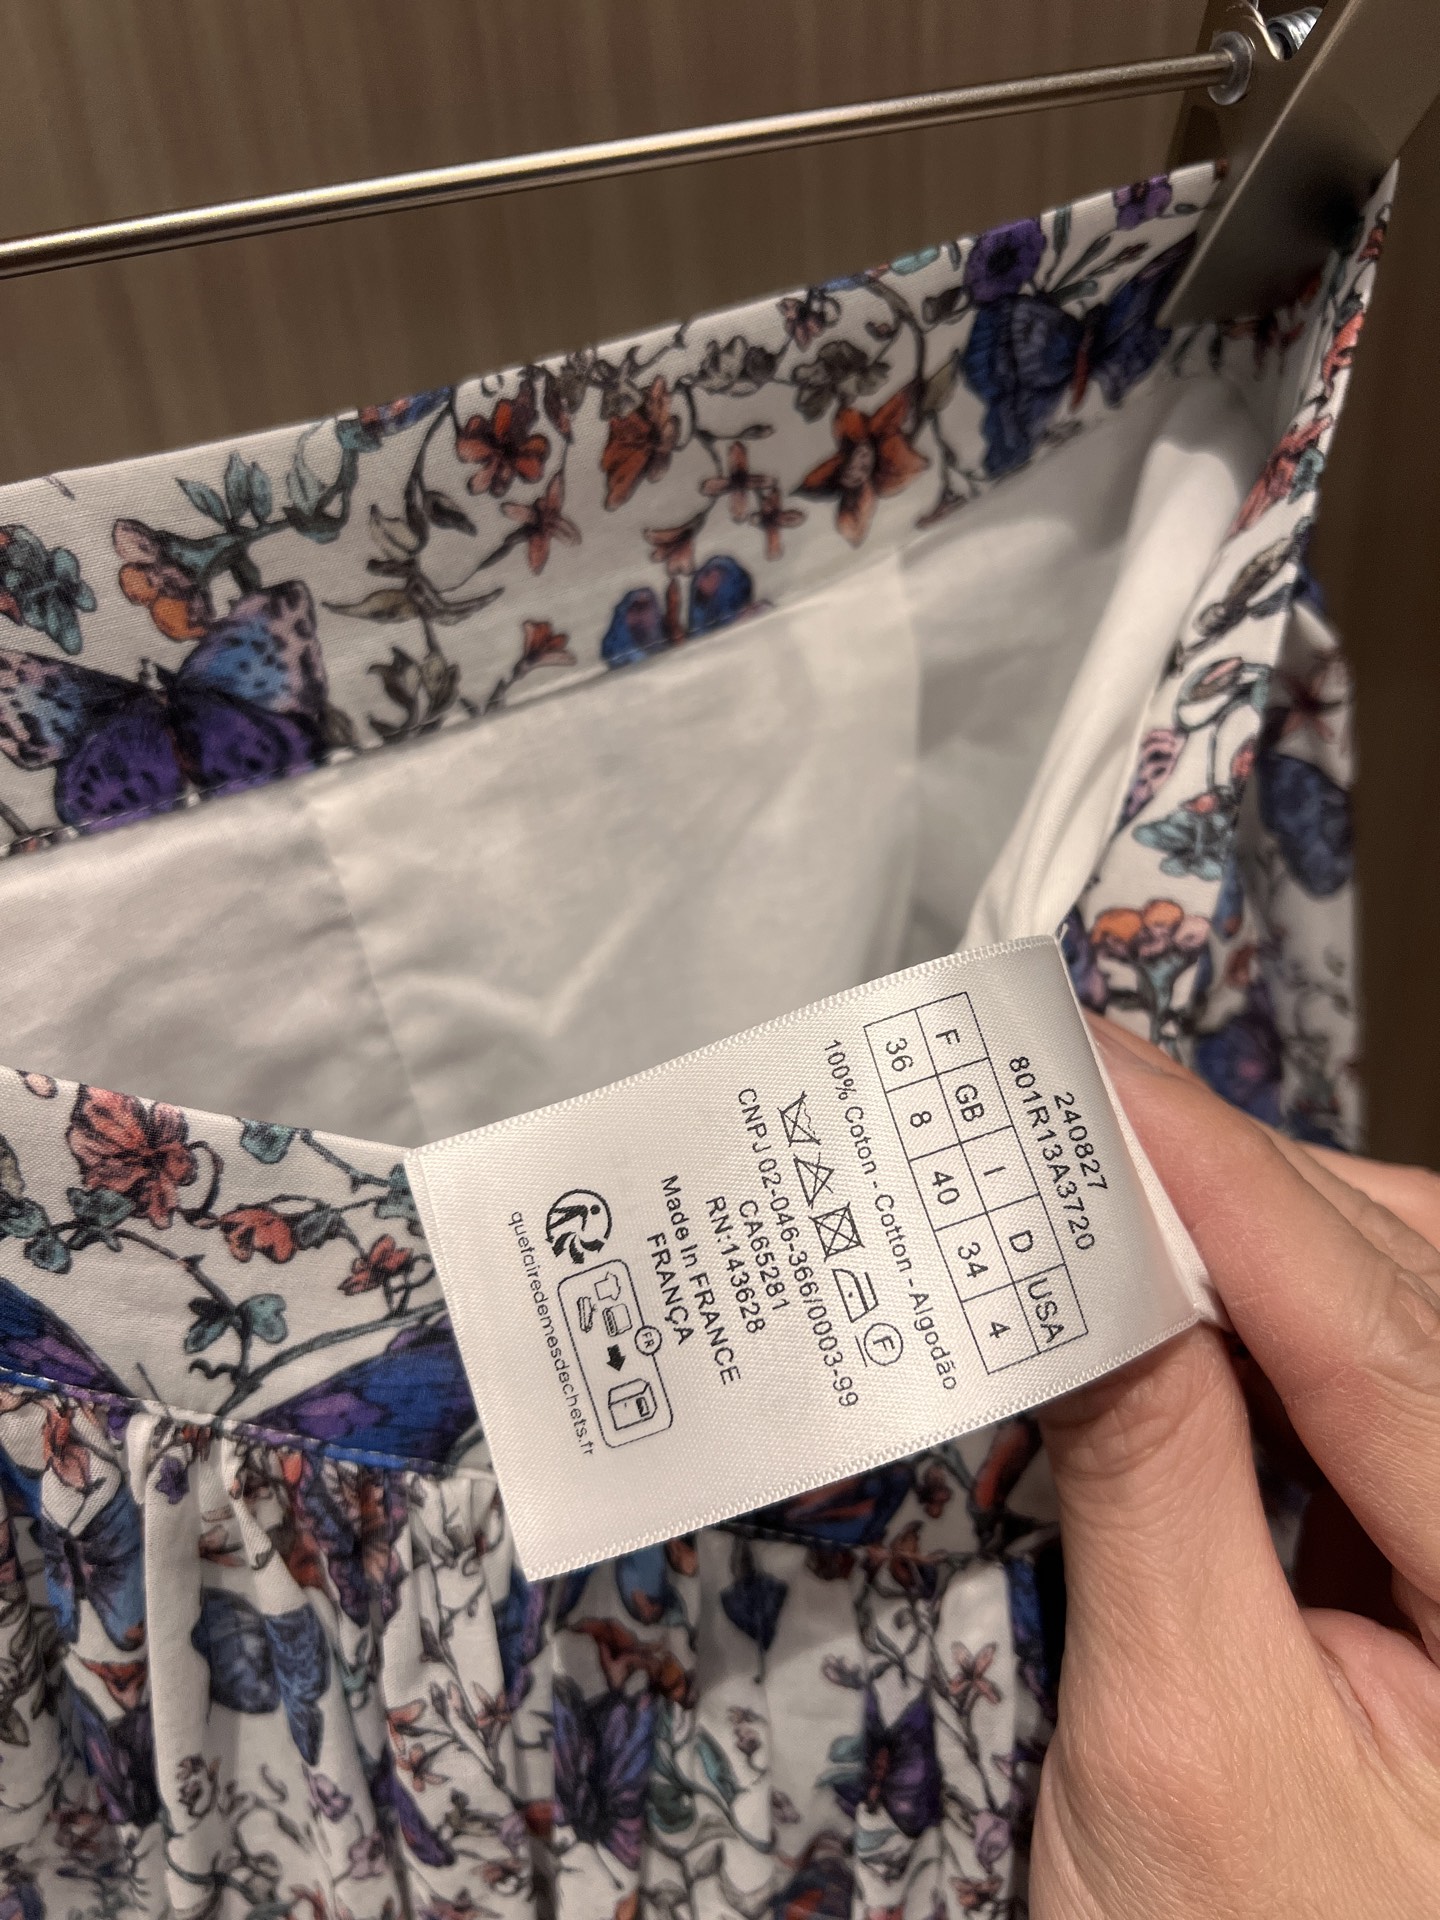 240827
801R13A3720
F GB I D USA
36 8 40 34 4
100% Coton - Cotton - Algodão
F
CNPJ 02-046-366/0003-99
CA65281
RN:143628
Made In FRANCE
FRANÇA
FR
quefairedemesdechets.fr